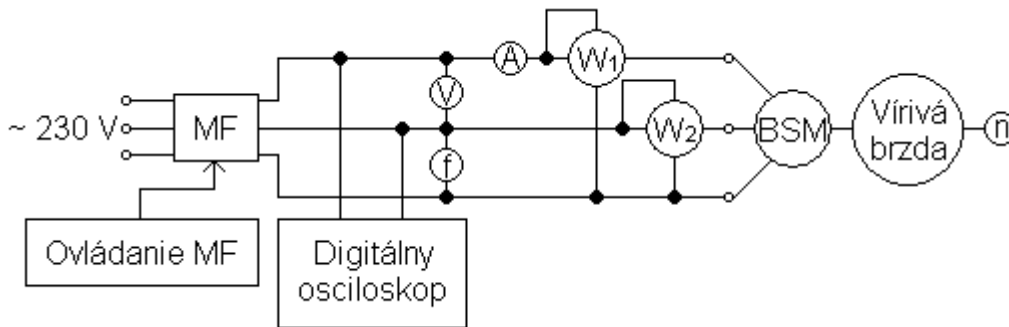 A
W₁
V
~ 230 V
MF
W₂
BSM
Vírivá
brzda
n
f
Ovládanie MF
Digitálny
osciloskop